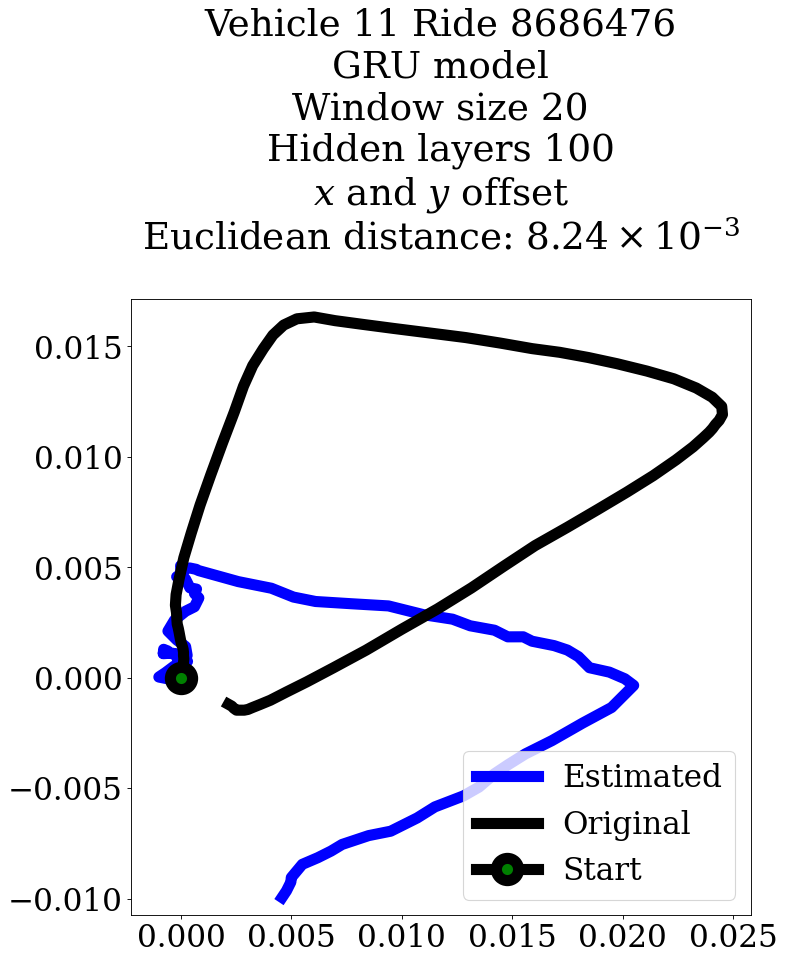 Vehicle 11 Ride 8686476
GRU model
Window size 20
Hidden layers 100
x and y offset
Euclidean distance: 8.24 × 10⁻³
0.015
0.010
0.005
0.000
−0.005
−0.010
Estimated
Original
Start
0.000 0.005 0.010 0.015 0.020 0.025